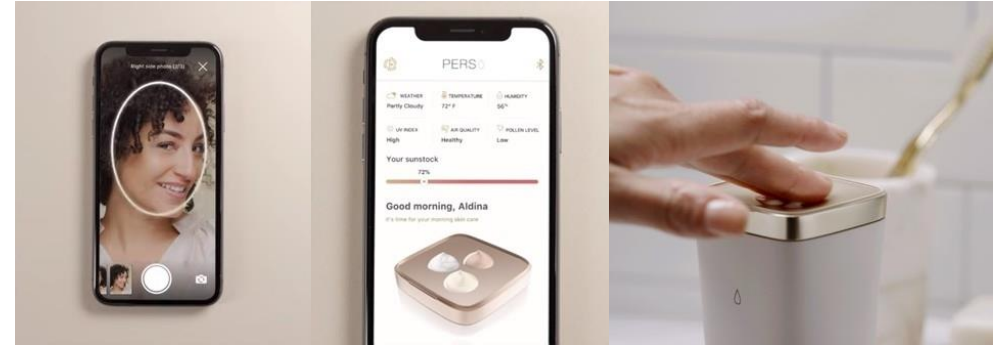 Right side photo (2/3)
PERSO
WEATHER
Partly Cloudy
TEMPERATURE
72° F
HUMIDITY
UV INDEX
High
AIR QUALITY
Healthy
POLLEN LEVEL
Low
Your sunstock
72%
Good morning, Aldina
It's time for your morning skin care